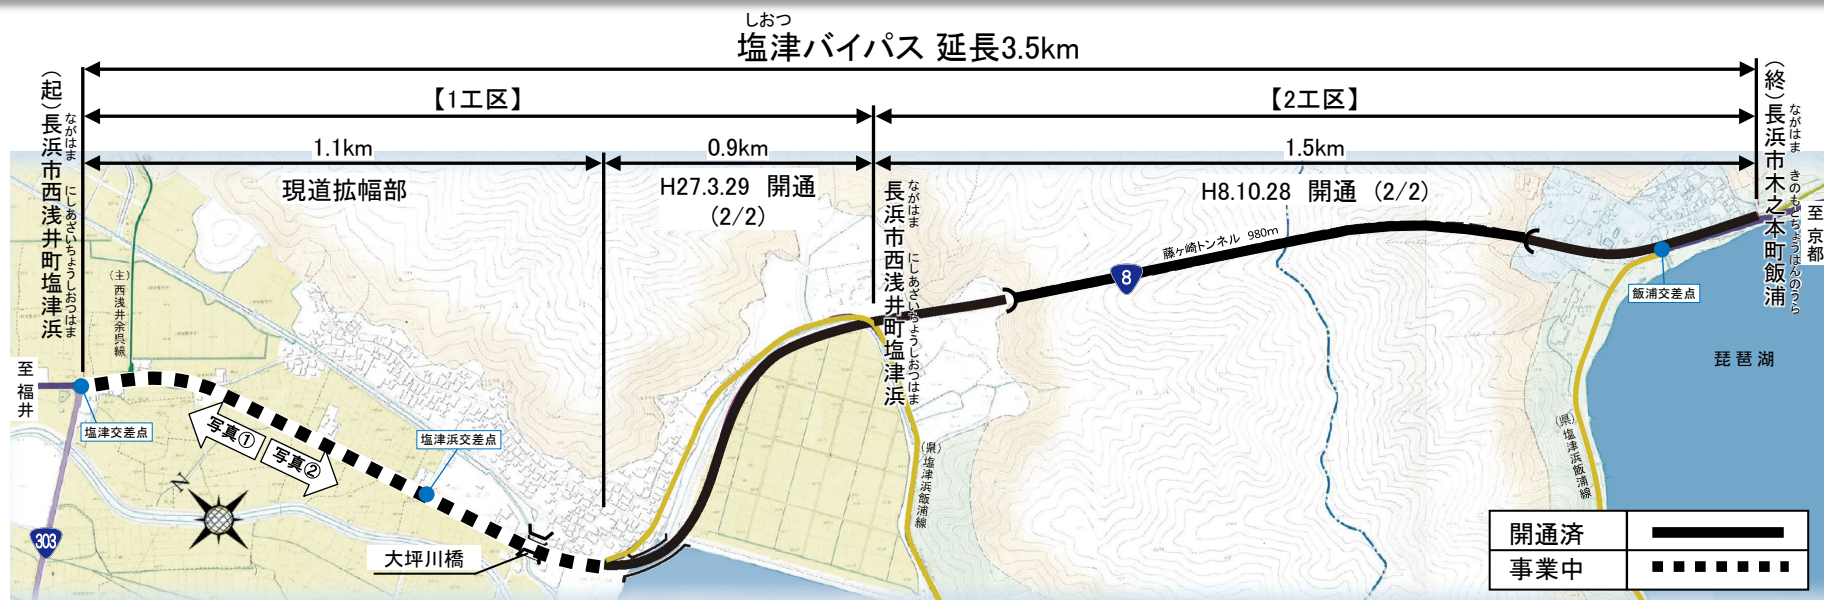 しおつ
塩津バイパス 延長3.5km
【1工区】
【2工区】
1.1km
0.9km
1.5km
現道拡幅部
H27.3.29 開通
(2/2)
H8.10.28 開通 (2/2)
(起)長浜市西浅井町塩津浜
ながはま にしあざいちょうしおつはま
長浜市西浅井町塩津浜
ながはま にしあざいちょうしおつはま
(終)長浜市木之本町飯浦
ながはま きのもとちょうはんのうら
至 京都
至 福井
(主)西浅井余呉線
藤ヶ崎トンネル 980m
8
飯浦交差点
琵琶湖
塩津交差点
写真①
写真②
塩津浜交差点
(県)塩津浜飯浦線
(県)塩津浜飯浦線
N
303
大坪川橋
開通済
事業中